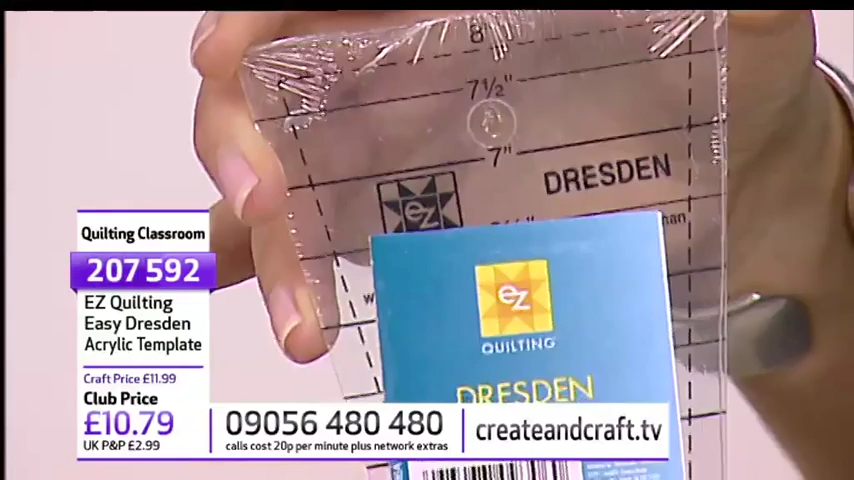 8
7½"
7"
ez
DRESDEN
ez
QUILTING
DRESDEN
Quilting Classroom
207 592
EZ Quilting
Easy Dresden
Acrylic Template
Craft Price £11.99
Club Price
£10.79
UK P&P £2.99
09056 480 480
calls cost 20p per minute plus network extras
createandcraft.tv